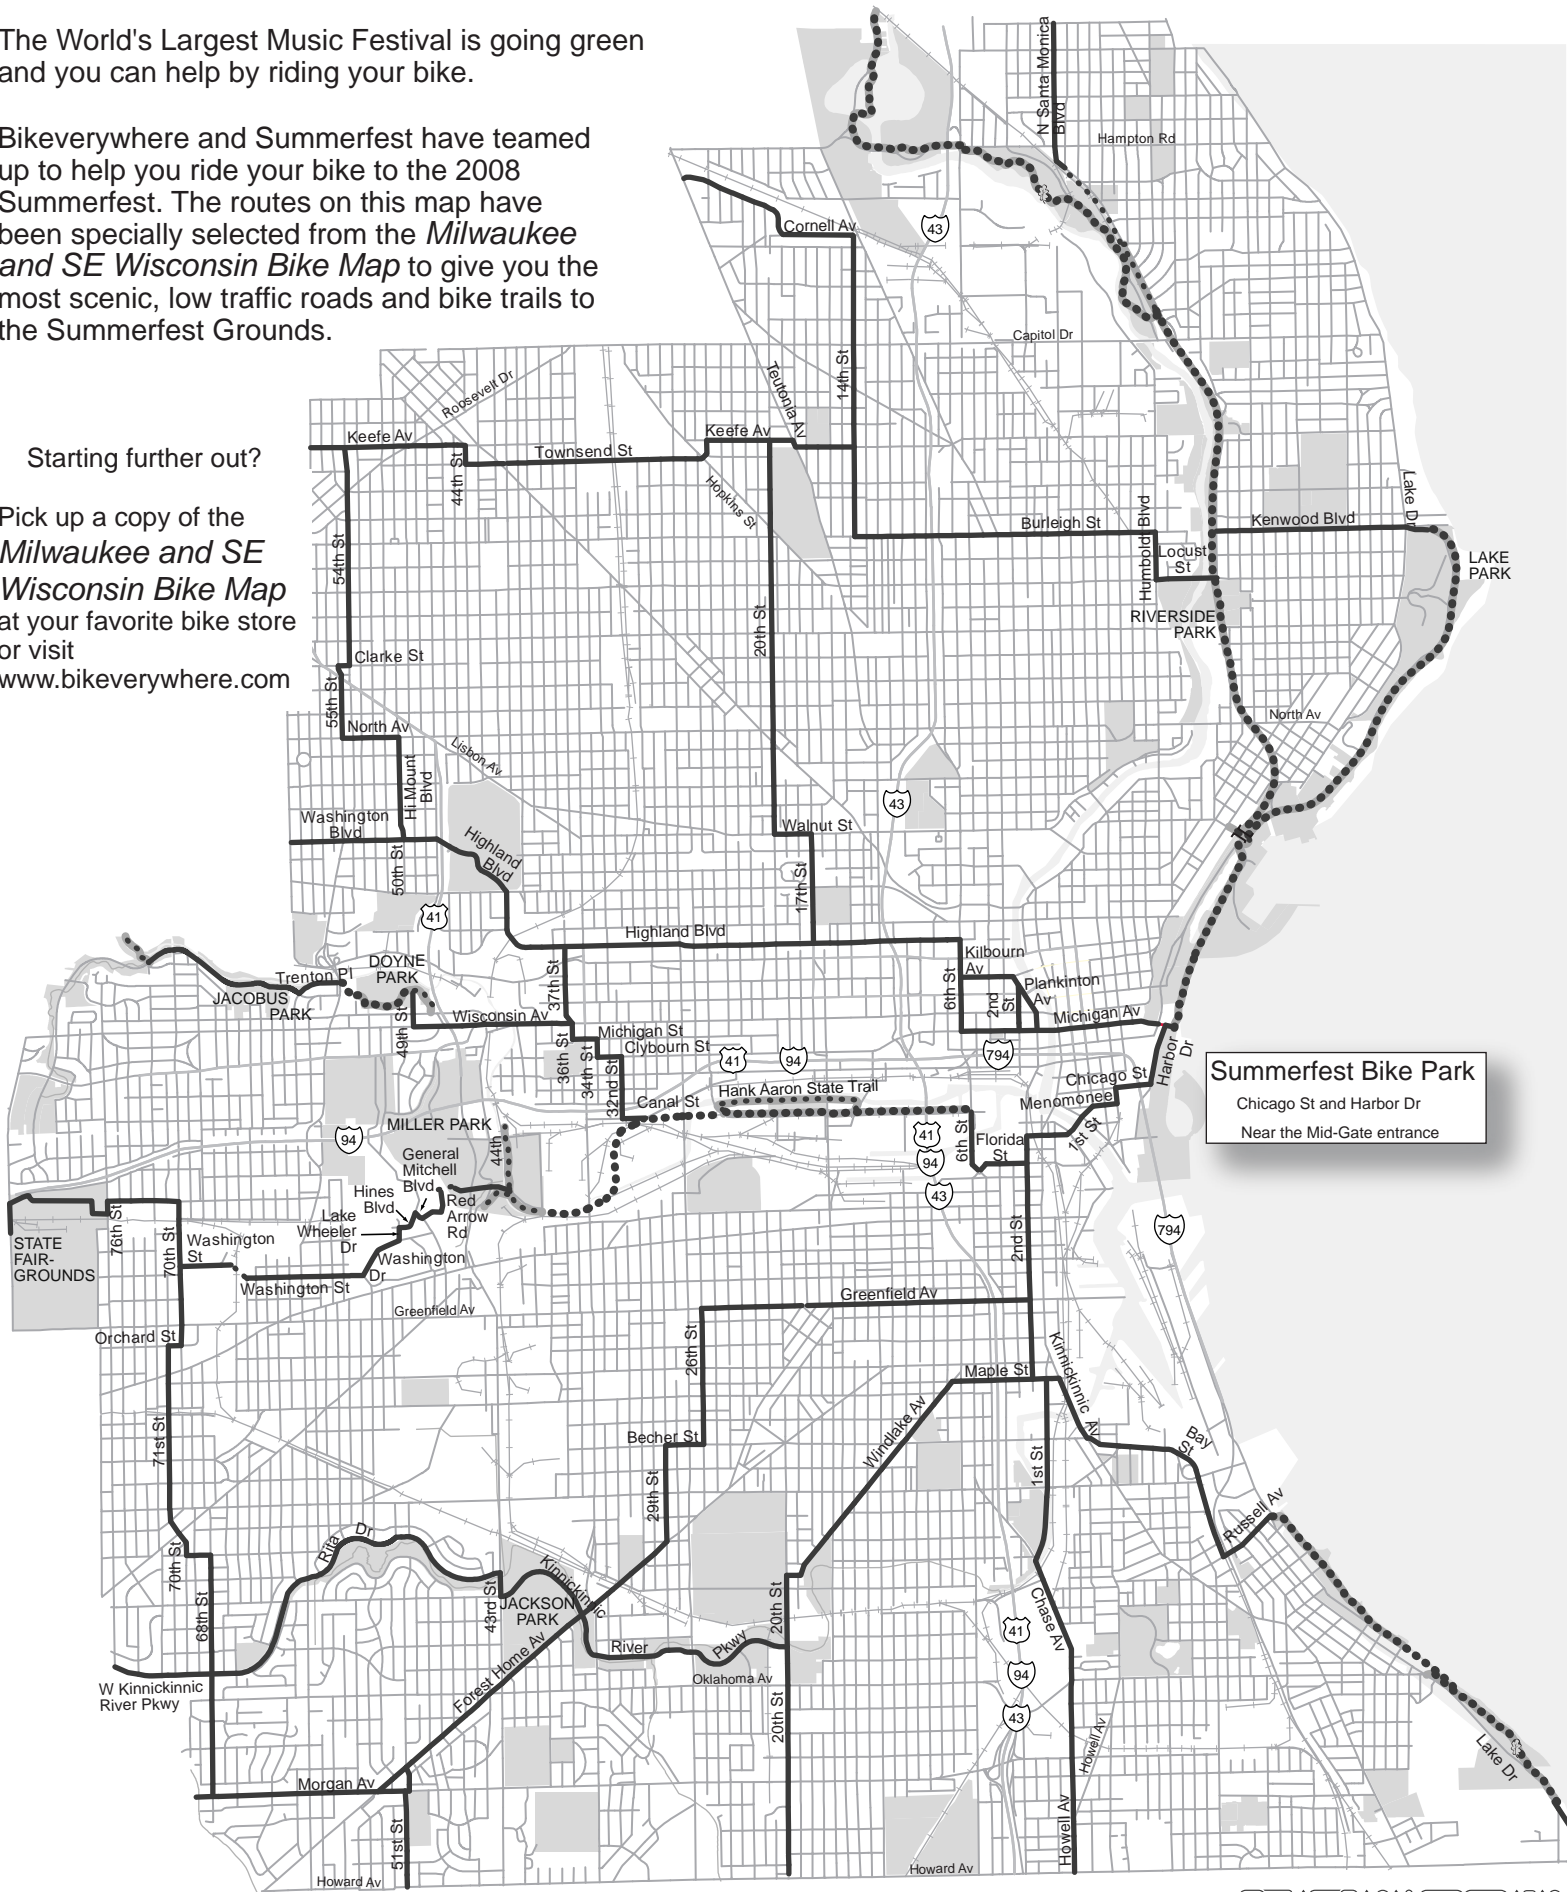 The World's Largest Music Festival is going green
and you can help by riding your bike.
Bikeverywhere and Summerfest have teamed
up to help you ride your bike to the 2008
Summerfest. The routes on this map have
been specially selected from the Milwaukee
and SE Wisconsin Bike Map to give you the
most scenic, low traffic roads and bike trails to
the Summerfest Grounds.
Starting further out?
Pick up a copy of the
Milwaukee and SE
Wisconsin Bike Map
at your favorite bike store
or visit
www.bikeverywhere.com
N Santa Monica
Blvd
Hampton Rd
Cornell Av
43
Capitol Dr
14th St
Teutonia Av
Roosevelt Dr
Keefe Av
44th St
Townsend St
Keefe Av
Hopkins St
54th St
20th St
Burleigh St
Humboldt Blvd
Locust
St
Kenwood Blvd
Lake Dr
LAKE
PARK
RIVERSIDE
PARK
Clarke St
55th St
North Av
Lisbon Av
Hi Mount
Blvd
North Av
43
Washington
Blvd
Highland
Blvd
50th St
41
Walnut St
17th St
Highland Blvd
Kilbourn
Av
6th St
2nd
St
Plankinton
Av
Michigan Av
Trenton Pl
DOYNE
PARK
JACOBUS
PARK
49th St
Wisconsin Av
37th St
36th St
Michigan St
Clybourn St
34th St
32nd St
41
94
794
Harbor
Dr
Chicago St
Menomonee
1st St
Canal St
Hank Aaron State Trail
Summerfest Bike Park
Chicago St and Harbor Dr
Near the Mid-Gate entrance
94
MILLER PARK
44th
General
Mitchell
Blvd
Hines
Blvd
Lake
Wheeler
Dr
Red
Arrow
Rd
41
94
43
6th St
Florida
St
2nd St
794
STATE
FAIR-
GROUNDS
76th St
70th St
Washington
St
Washington St
Washington
Dr
Greenfield Av
Greenfield Av
Orchard St
26th St
Maple St
Kinnickinnic Av
Windlake Av
Becher St
29th St
71st St
1st St
Bay
St
Russell Av
70th St
68th St
Rita
Dr
43rd St
JACKSON
PARK
Kinnickinnic
River
Pkwy
20th St
Oklahoma Av
Chase Av
41
94
43
W Kinnickinnic
River Pkwy
Forest Home Av
20th St
Howell Av
Howell Av
Lake Dr
Morgan Av
51st St
Howard Av
Howard Av